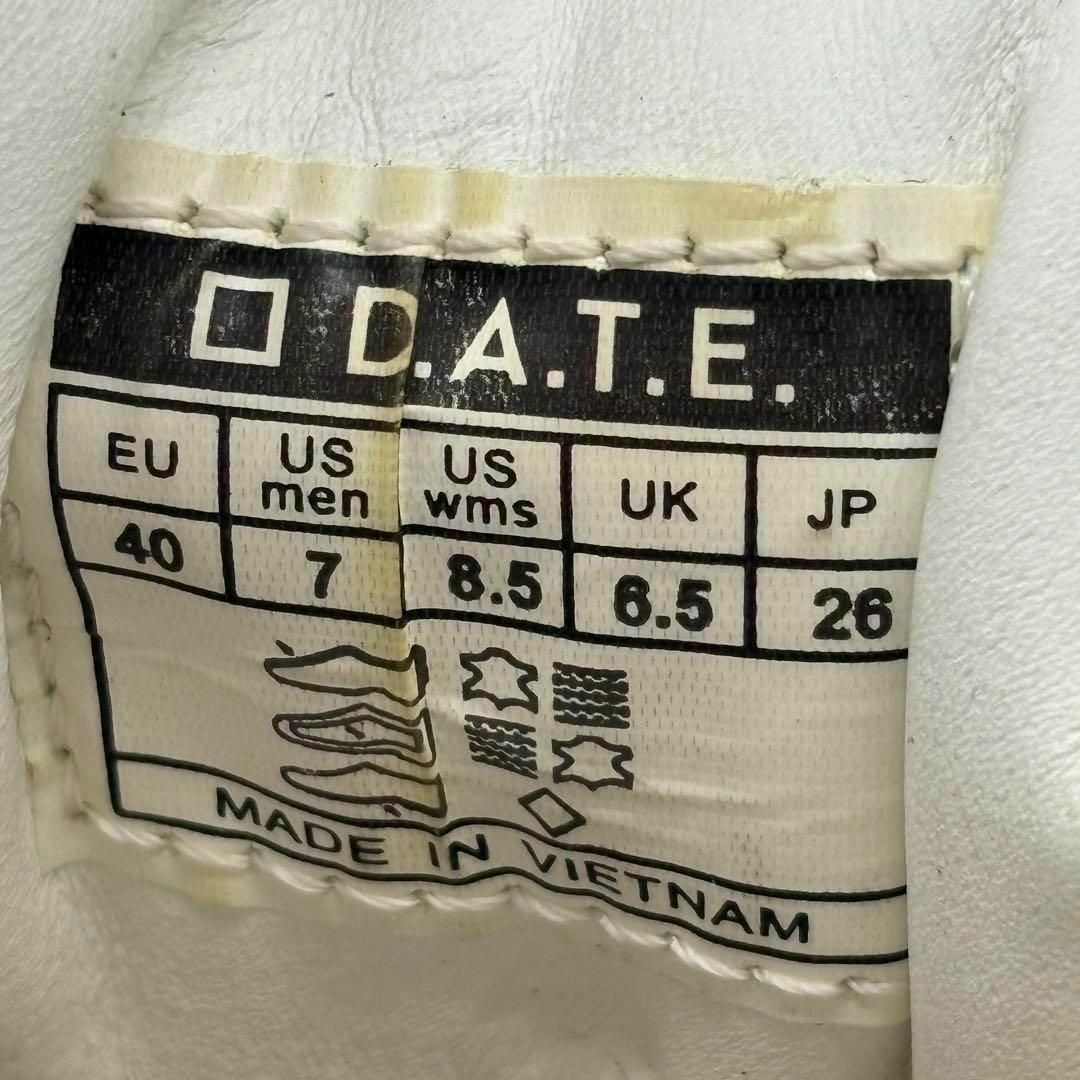 D.A.T.E.
EU US men US wms UK JP
40 7 8.5 6.5 26
MADE IN VIETNAM